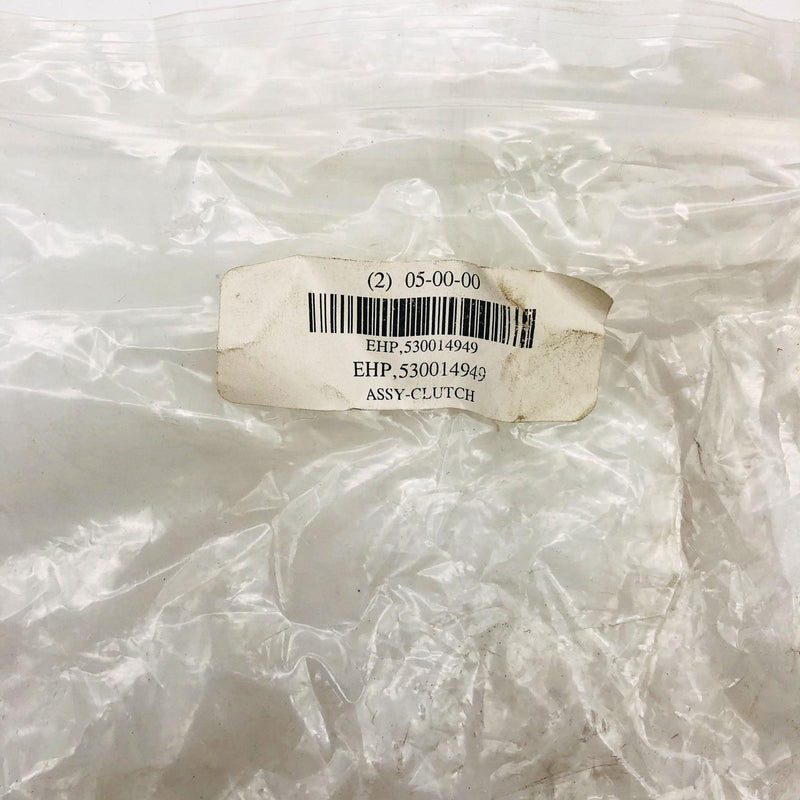 (2) 05-00-00
EHP,530014949
EHP,530014949
ASSY-CLUTCH